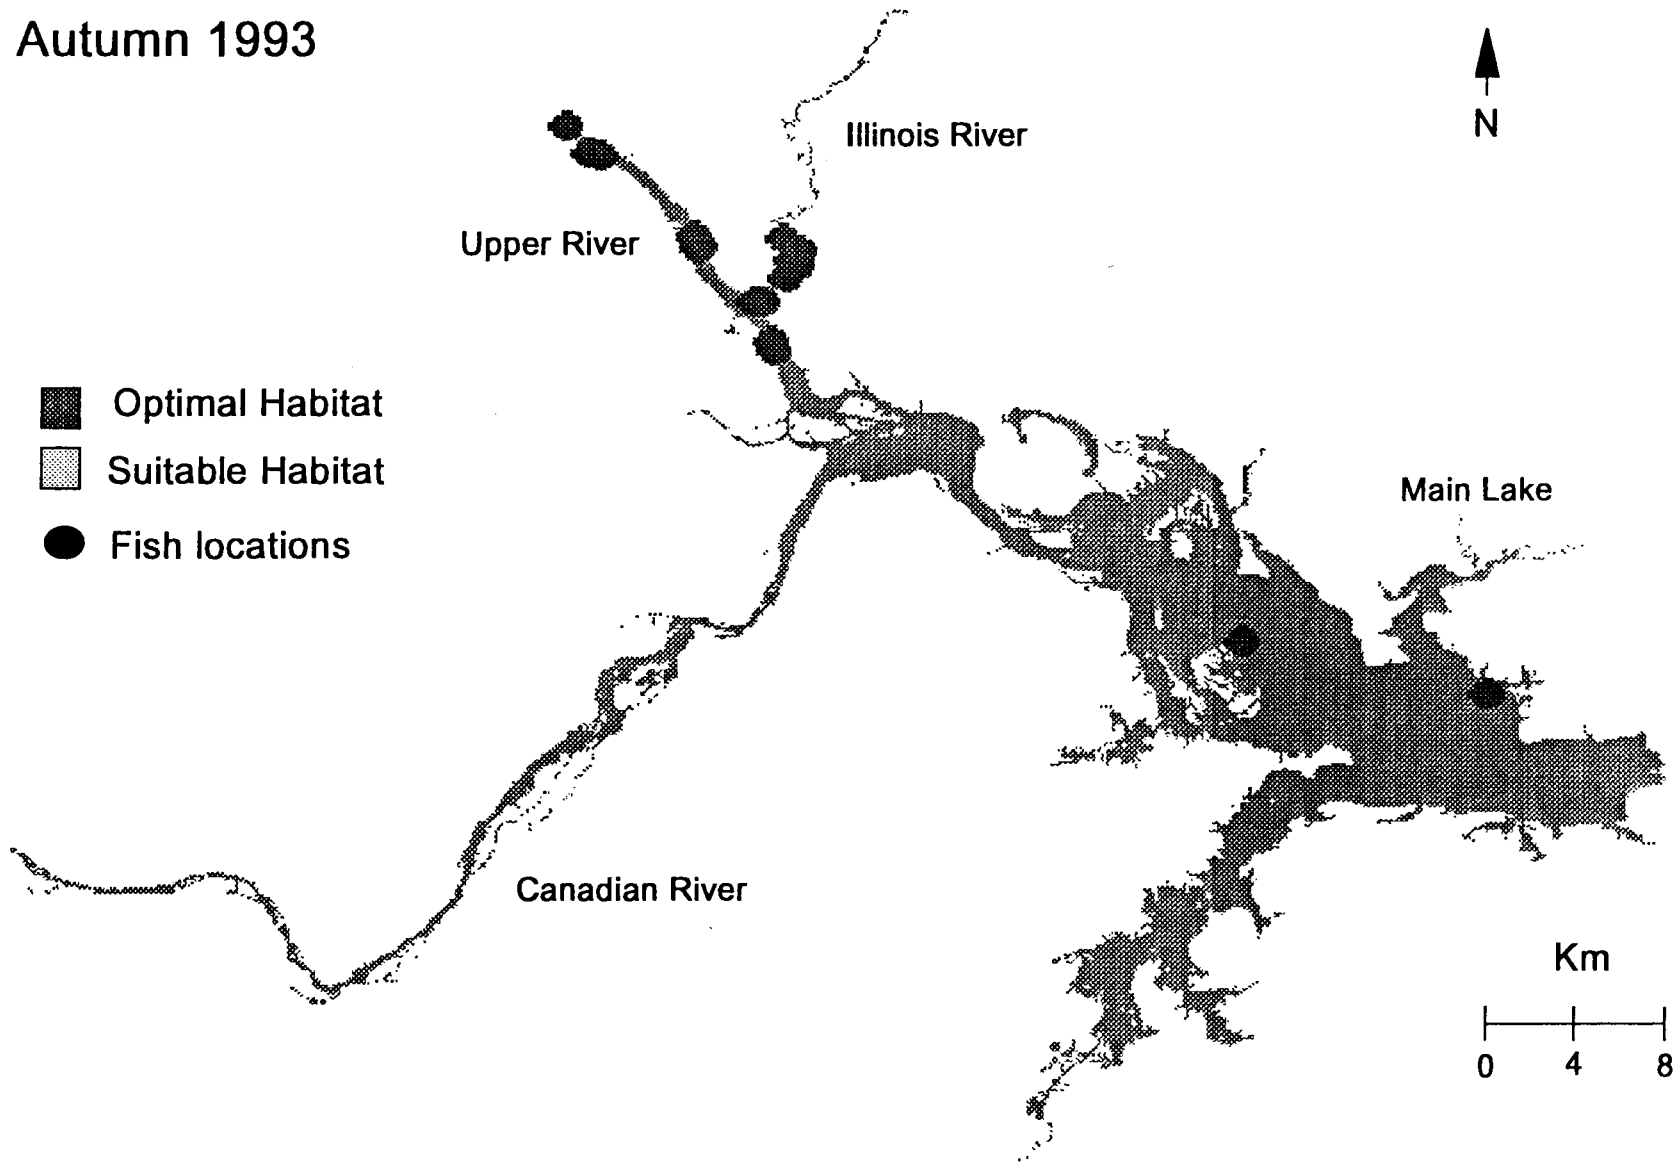 Autumn 1993
N
Illinois River
Upper River
Optimal Habitat
Suitable Habitat
Main Lake
Fish locations
Canadian River
Km
0 4 8